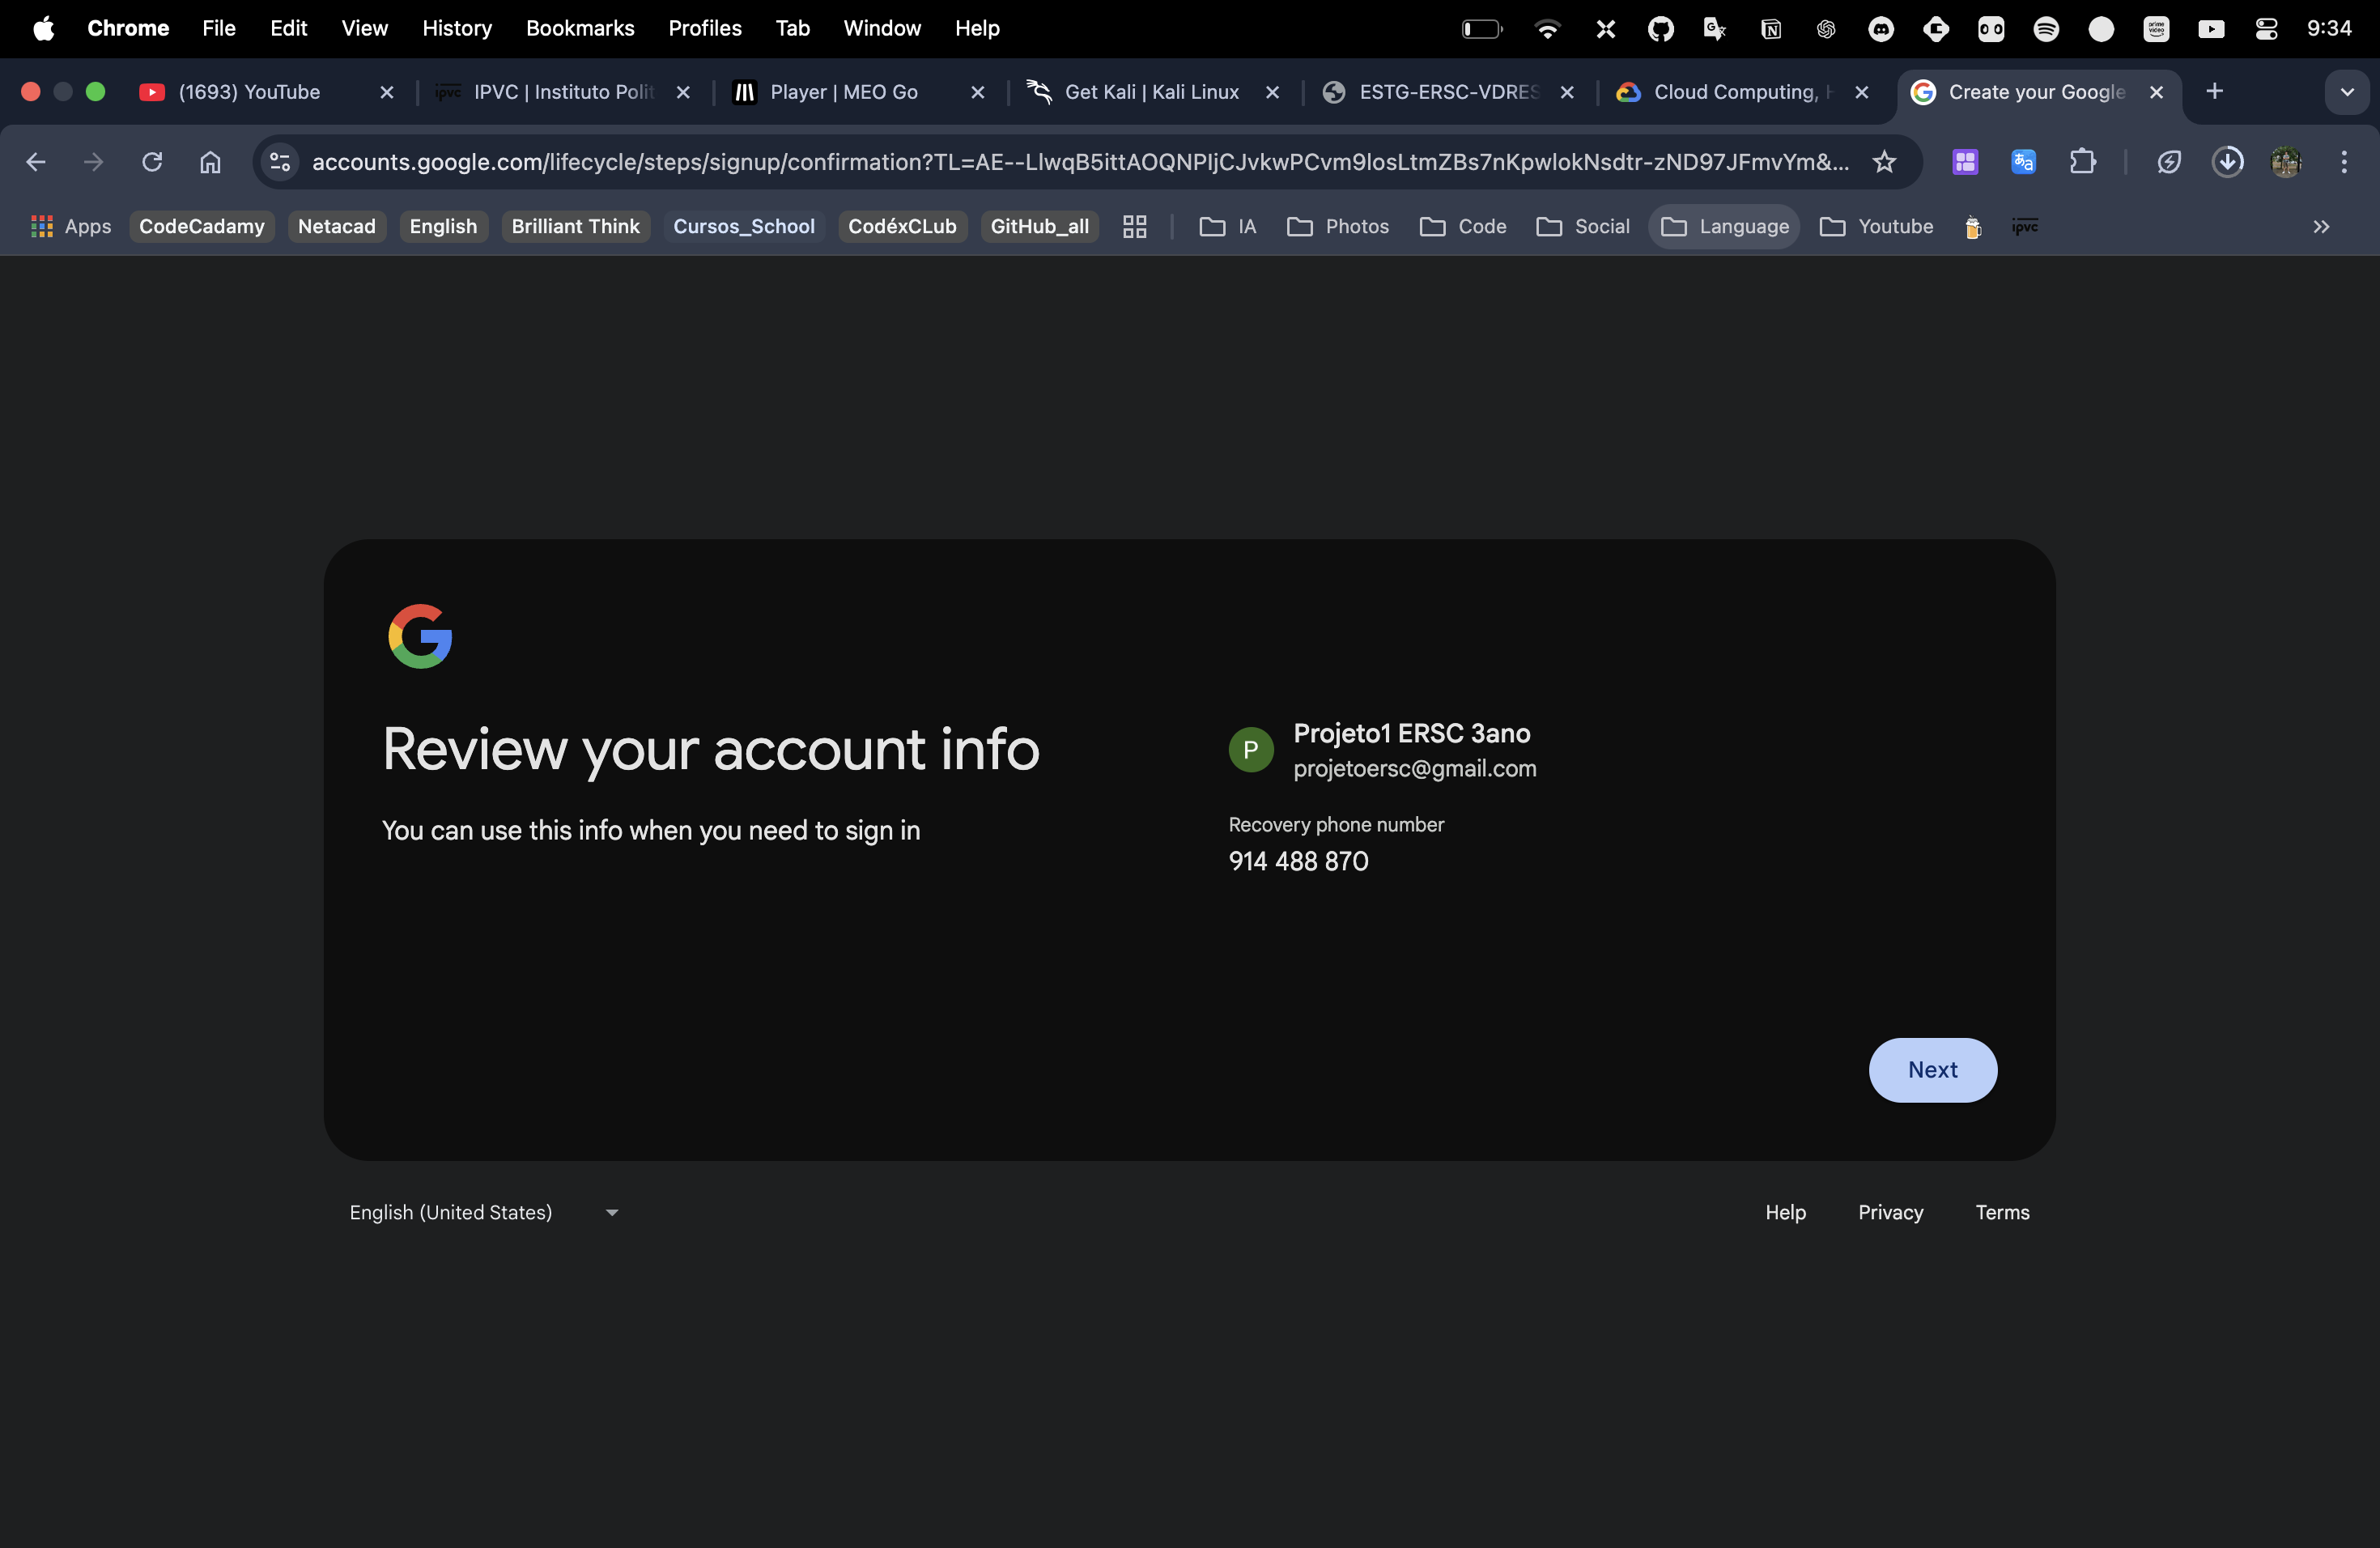 Chrome File Edit View History Bookmarks Profiles Tab Window Help 9:34
(1693) YouTube IPVC | Instituto Polit Player | MEO Go Get Kali | Kali Linux ESTG-ERSC-VDRES Cloud Computing, H Create your Google
accounts.google.com/lifecycle/steps/signup/confirmation?TL=AE--LlwqB5ittAOQNPIjCJvkwPCvm9losLtmZBs7nKpwlokNsdtr-zND97JFmvYm&...
Apps CodeCadamy Netacad English Brilliant Think Cursos_School CodéxCLub GitHub_all IA Photos Code Social Language Youtube ipvc
Review your account info
You can use this info when you need to sign in
Projeto1 ERSC 3ano
P
projetoersc@gmail.com
Recovery phone number
914 488 870
Next
English (United States)
Help Privacy Terms